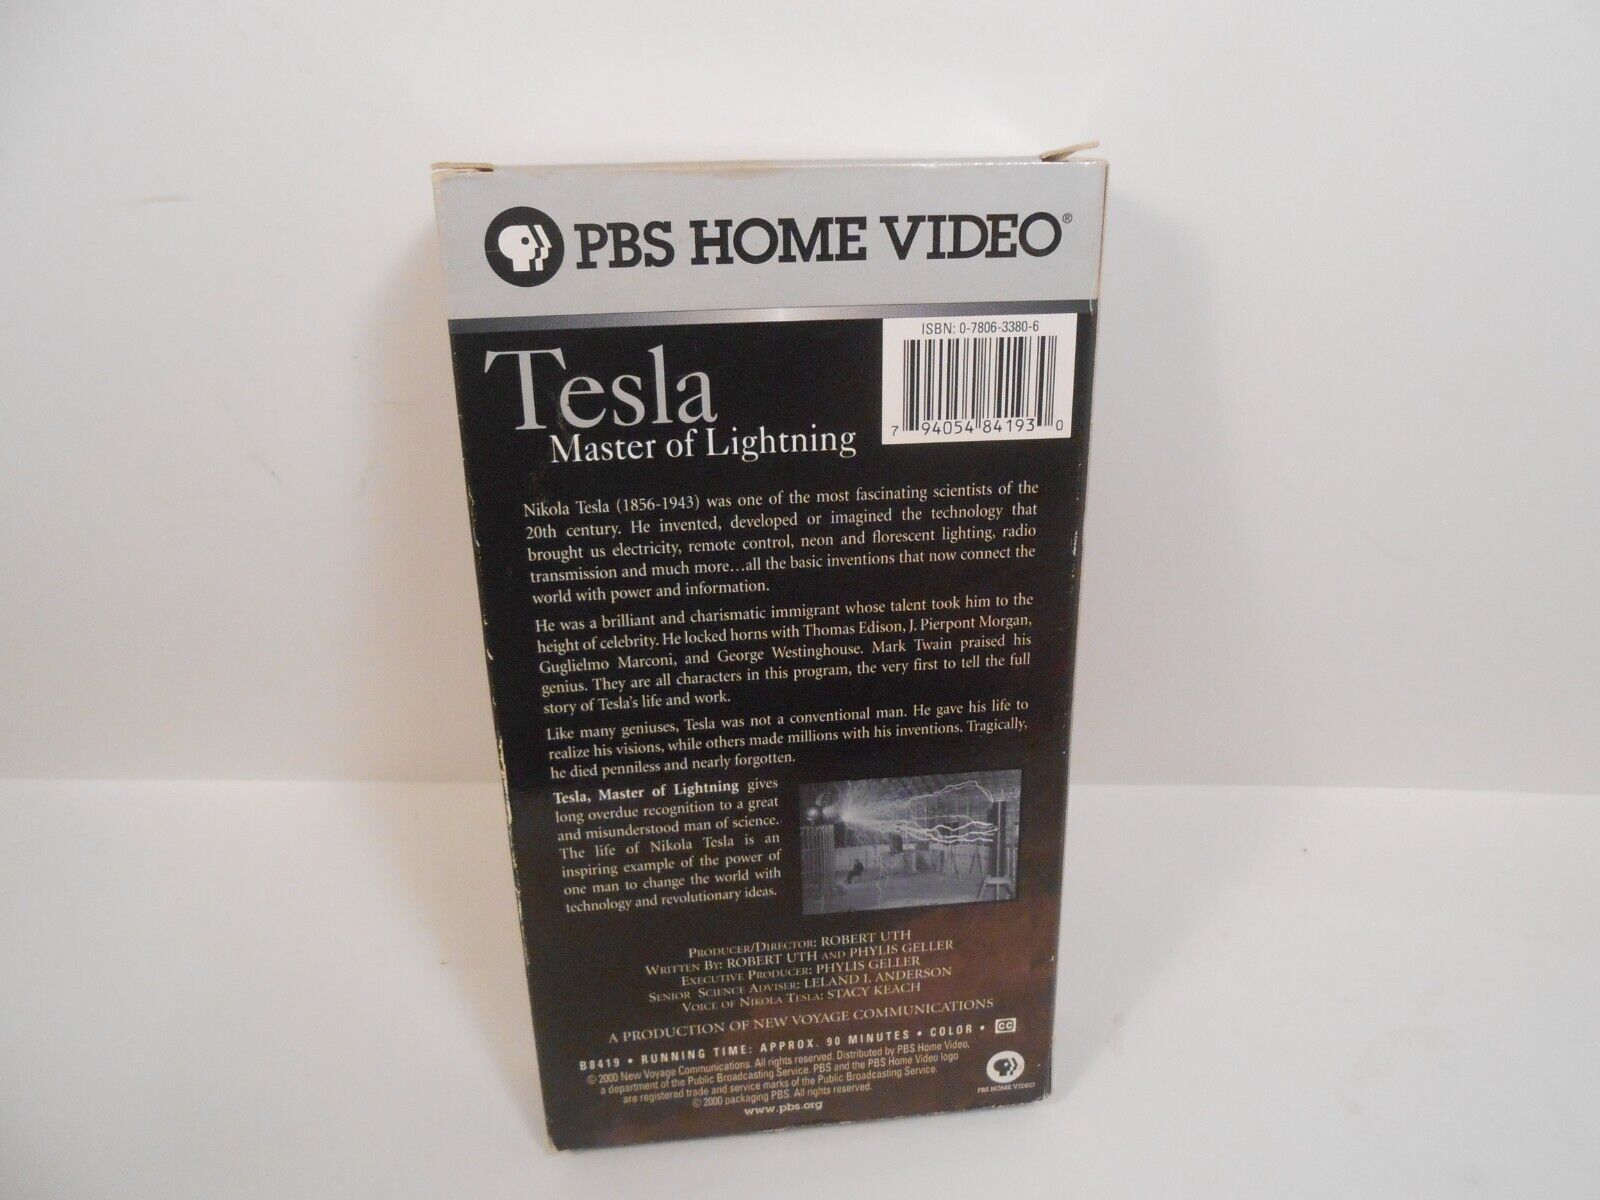 PBS HOME VIDEO®
ISBN: 0-7806-3380-6
7 94054 84193 0
Tesla
Master of Lightning
Nikola Tesla (1856-1943) was one of the most fascinating scientists of the
20th century. He invented, developed or imagined the technology that
brought us electricity, remote control, neon and florescent lighting, radio
transmission and much more...all the basic inventions that now connect the
world with power and information.
He was a brilliant and charismatic immigrant whose talent took him to the
height of celebrity. He locked horns with Thomas Edison, J. Pierpont Morgan,
Guglielmo Marconi, and George Westinghouse. Mark Twain praised his
genius. They are all characters in this program, the very first to tell the full
story of Tesla's life and work.
Like many geniuses, Tesla was not a conventional man. He gave his life to
realize his visions, while others made millions with his inventions. Tragically,
he died penniless and nearly forgotten.
Tesla, Master of Lightning gives
long overdue recognition to a great
and misunderstood man of science.
The life of Nikola Tesla is an
inspiring example of the power of
one man to change the world with
technology and revolutionary ideas.
PRODUCER/DIRECTOR: ROBERT UTH
WRITTEN BY: ROBERT UTH AND PHYLIS GELLER
EXECUTIVE PRODUCER: PHYLIS GELLER
SENIOR SCIENCE ADVISER: LELAND I. ANDERSON
VOICE OF NIKOLA TESLA: STACY KEACH
A PRODUCTION OF NEW VOYAGE COMMUNICATIONS
B8419 • RUNNING TIME: APPROX. 90 MINUTES • COLOR • CC
© 2000 New Voyage Communications. All rights reserved. Distributed by PBS Home Video,
a department of the Public Broadcasting Service. PBS and the PBS Home Video logo
are registered trade and service marks of the Public Broadcasting Service.
© 2000 packaging PBS. All rights reserved.
www.pbs.org
PBS HOME VIDEO